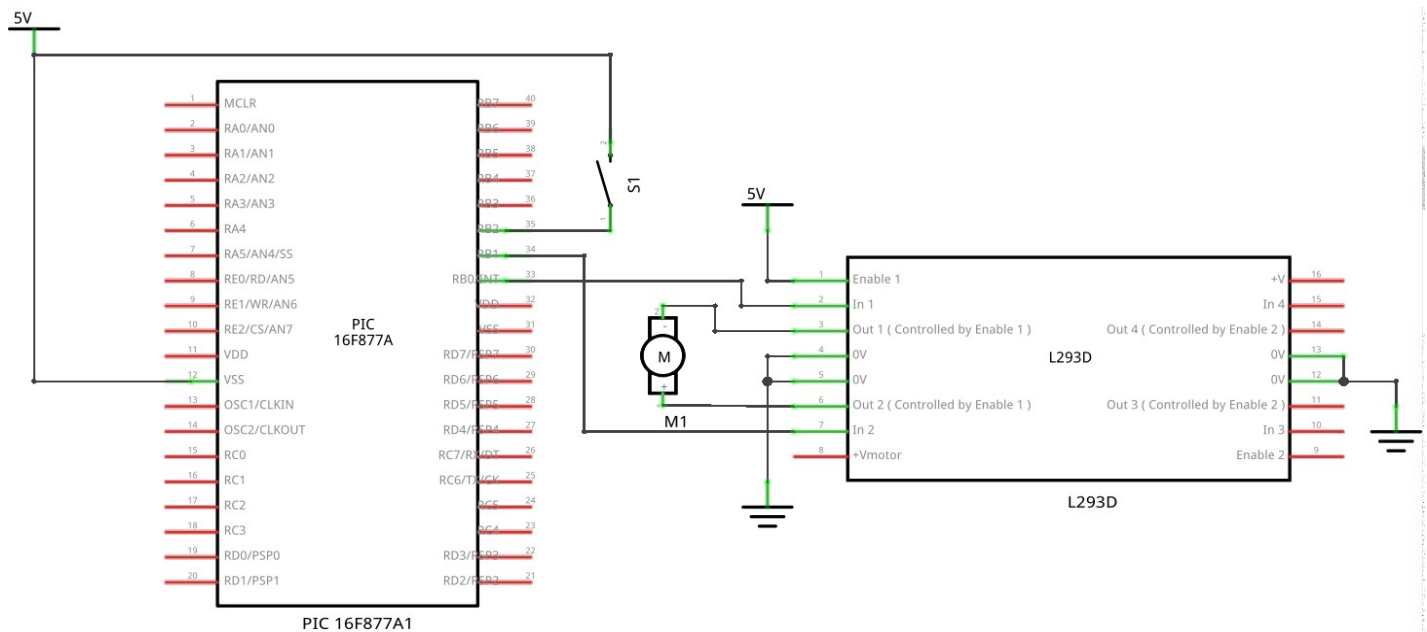 5V
1 MCLR
2 RA0/AN0
3 RA1/AN1
4 RA2/AN2
5 RA3/AN3
6 RA4
7 RA5/AN4/SS
8 RE0/RD/AN5
9 RE1/WR/AN6
10 RE2/CS/AN7
11 VDD
12 VSS
13 OSC1/CLKIN
14 OSC2/CLKOUT
15 RC0
16 RC1
17 RC2
18 RC3
19 RD0/PSP0
20 RD1/PSP1
PIC
16F877A
RB7 40
RB6 39
RB5 38
RB4 37
RB3 36
RB2 35
RB1 34
RB0/INT 33
VDD 32
VSS 31
RD7/PSP7 30
RD6/PSP6 29
RD5/PSP5 28
RD4/PSP4 27
RC7/RX/DT 26
RC6/TX/CK 25
RC5 24
RC4 23
RD3/PSP3 22
RD2/PSP2 21
PIC 16F877A1
2
S1
1
2
-
M
+
1
M1
5V
1 Enable 1
2 In 1
3 Out 1 ( Controlled by Enable 1 )
4 0V
5 0V
6 Out 2 ( Controlled by Enable 1 )
7 In 2
8 +Vmotor
L293D
+V 16
In 4 15
Out 4 ( Controlled by Enable 2 ) 14
0V 13
0V 12
Out 3 ( Controlled by Enable 2 ) 11
In 3 10
Enable 2 9
L293D